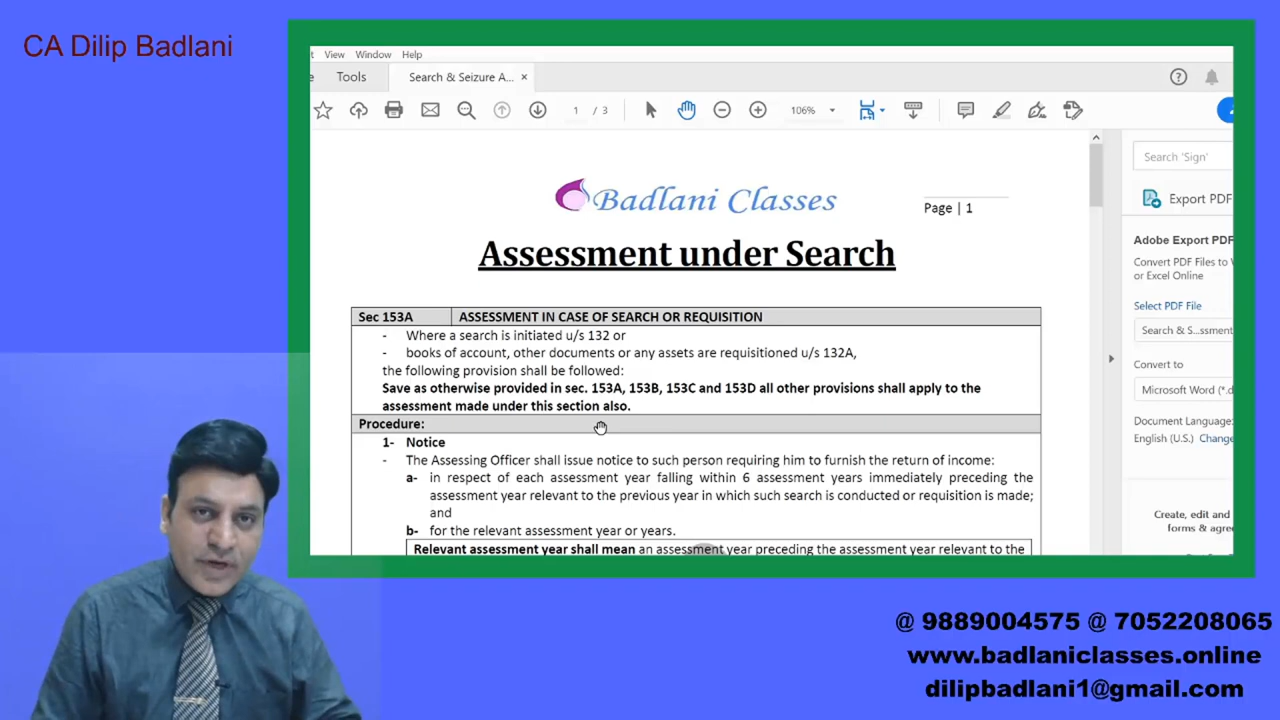 CA Dilip Badlani
View Window Help
Tools Search & Seizure A... ×
1 / 3 106%
Search 'Sign'
Badlani Classes
Page | 1
Export PDF
Assessment under Search
Adobe Export PDF
Convert PDF Files to
or Excel Online
Select PDF File
Search & S...ssment
Convert to
Microsoft Word (*.d
Document Language:
English (U.S.) Change
Create, edit and
forms & agre
Sec 153A ASSESSMENT IN CASE OF SEARCH OR REQUISITION
- Where a search is initiated u/s 132 or
- books of account, other documents or any assets are requisitioned u/s 132A,
the following provision shall be followed:
Save as otherwise provided in sec. 153A, 153B, 153C and 153D all other provisions shall apply to the
assessment made under this section also.
Procedure:
1- Notice
- The Assessing Officer shall issue notice to such person requiring him to furnish the return of income:
a- in respect of each assessment year falling within 6 assessment years immediately preceding the
assessment year relevant to the previous year in which such search is conducted or requisition is made;
and
b- for the relevant assessment year or years.
Relevant assessment year shall mean an assessment year preceding the assessment year relevant to the
@ 9889004575 @ 7052208065
www.badlaniclasses.online
dilipbadlani1@gmail.com